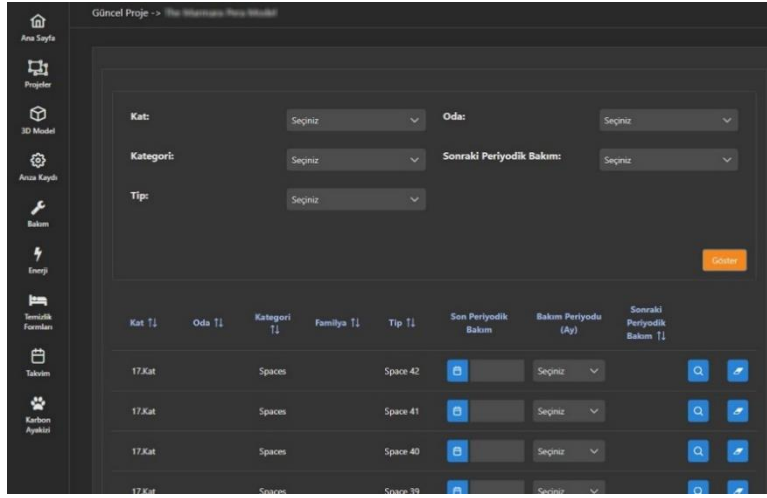 Güncel Proje ->
Ana Sayfa
Projeler
3D Model
Arıza Kaydı
Bakım
Enerji
Temizlik
Formları
Takvim
Karbon
Ayakizi
Kat: Seçiniz Oda: Seçiniz
Kategori: Seçiniz Sonraki Periyodik Bakım: Seçiniz
Tip: Seçiniz
Göster
Kat Oda Kategori Familya Tip Son Periyodik Bakım Bakım Periyodu (Ay) Sonraki Periyodik Bakım
17.Kat Spaces Space 42 Seçiniz
17.Kat Spaces Space 41 Seçiniz
17.Kat Spaces Space 40 Seçiniz
17.Kat Spaces Space 39 Seçiniz